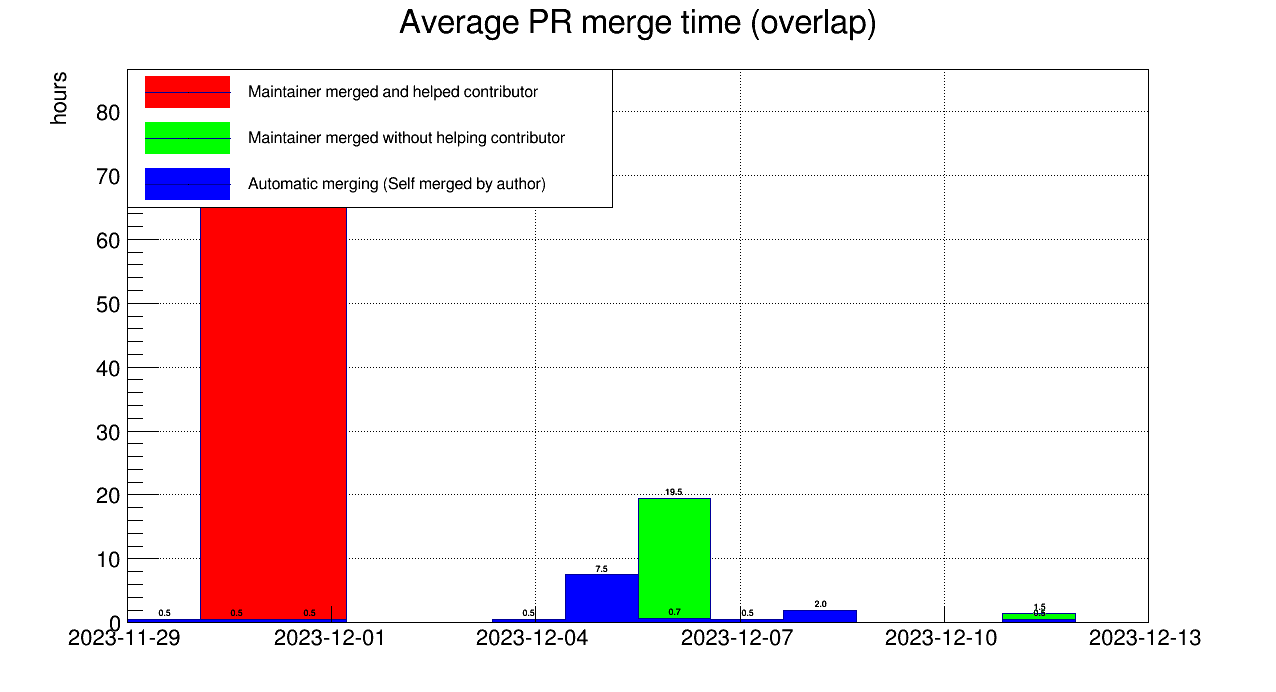 Average PR merge time (overlap)
hours
Maintainer merged and helped contributor
Maintainer merged without helping contributor
Automatic merging (Self merged by author)
80
70
60
50
40
30
20
10
0
19.5
7.5
0.5 0.5 0.5 0.5 0.7 0.5 2.0 1.5
0.5
2023-11-29 2023-12-01 2023-12-04 2023-12-07 2023-12-10 2023-12-13